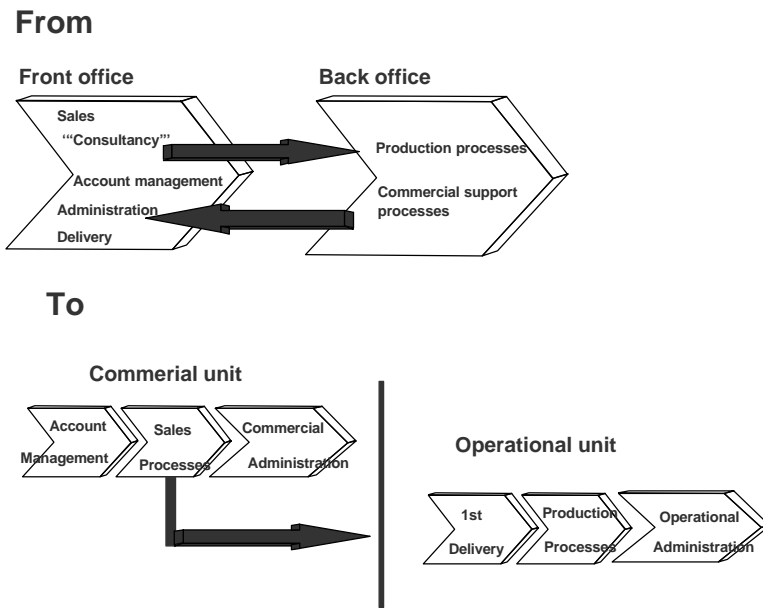 From
Front office
Back office
Sales
'"Consultancy"'
Account management
Administration
Delivery
Production processes
Commercial support
processes
To
Commerial unit
Account
Management
Sales
Processes
Commercial
Administration
Operational unit
1st
Delivery
Production
Processes
Operational
Administration